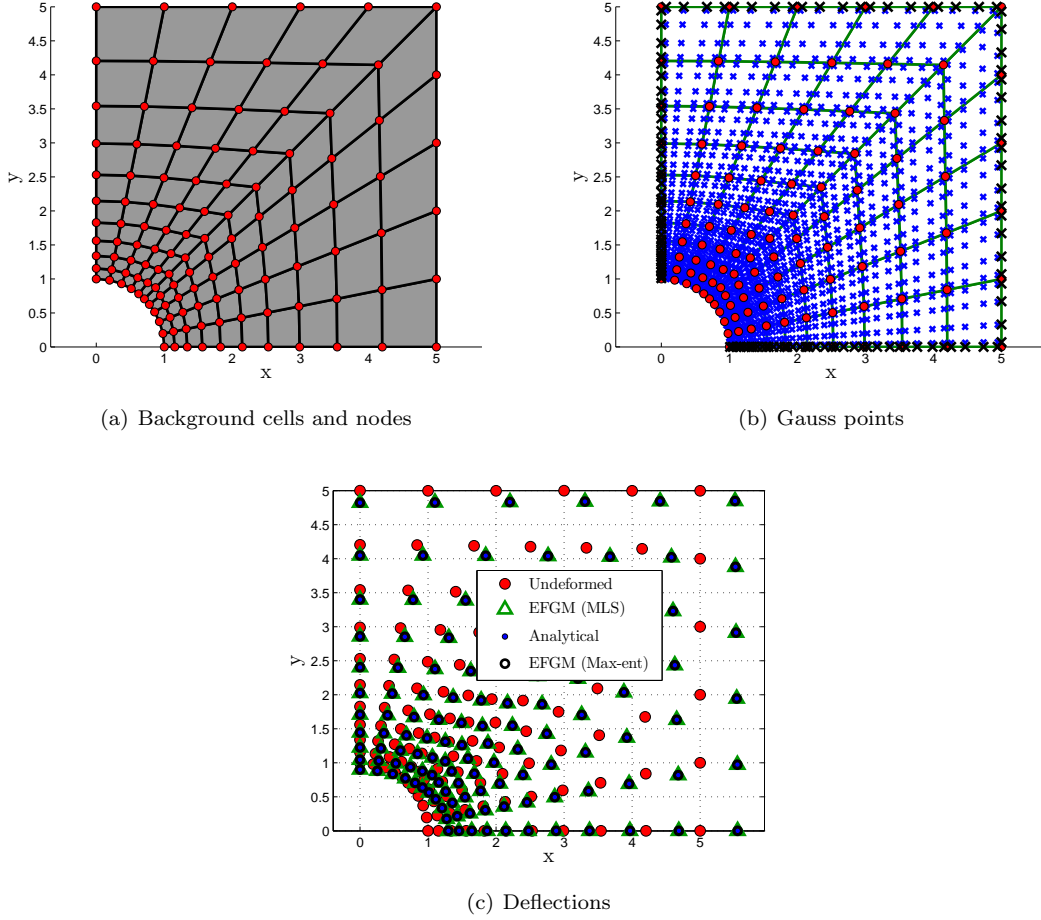 5
4.5
4
3.5
3
2.5
2
1.5
1
0.5
0
y
0 1 2 3 4 5
x
(a) Background cells and nodes
5
4.5
4
3.5
3
2.5
2
1.5
1
0.5
0
y
0 1 2 3 4 5
x
(b) Gauss points
5
4.5
4
3.5
3
2.5
2
1.5
1
0.5
0
y
Undeformed
EFGM (MLS)
Analytical
EFGM (Max-ent)
0 1 2 3 4 5
x
(c) Deflections